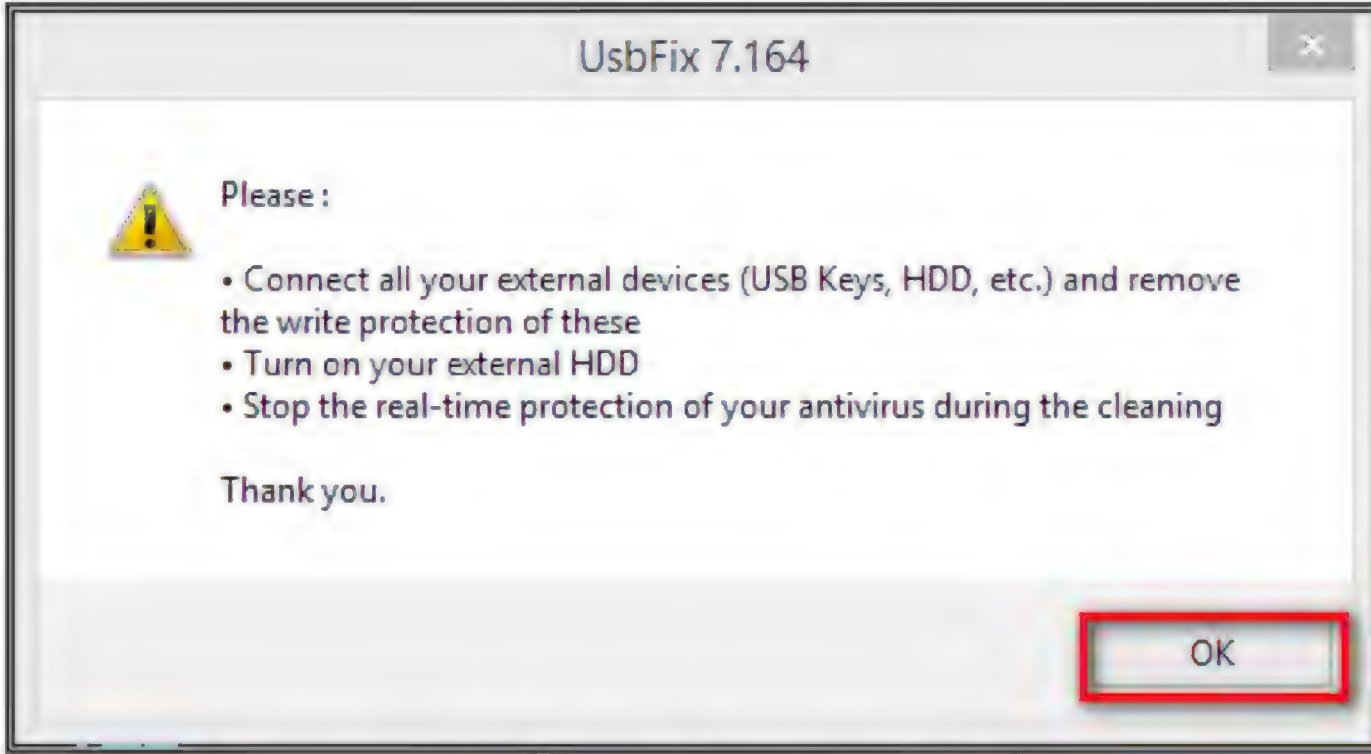 UsbFix 7.164
Please :
• Connect all your external devices (USB Keys, HDD, etc.) and remove
the write protection of these
• Turn on your external HDD
• Stop the real-time protection of your antivirus during the cleaning
Thank you.
OK